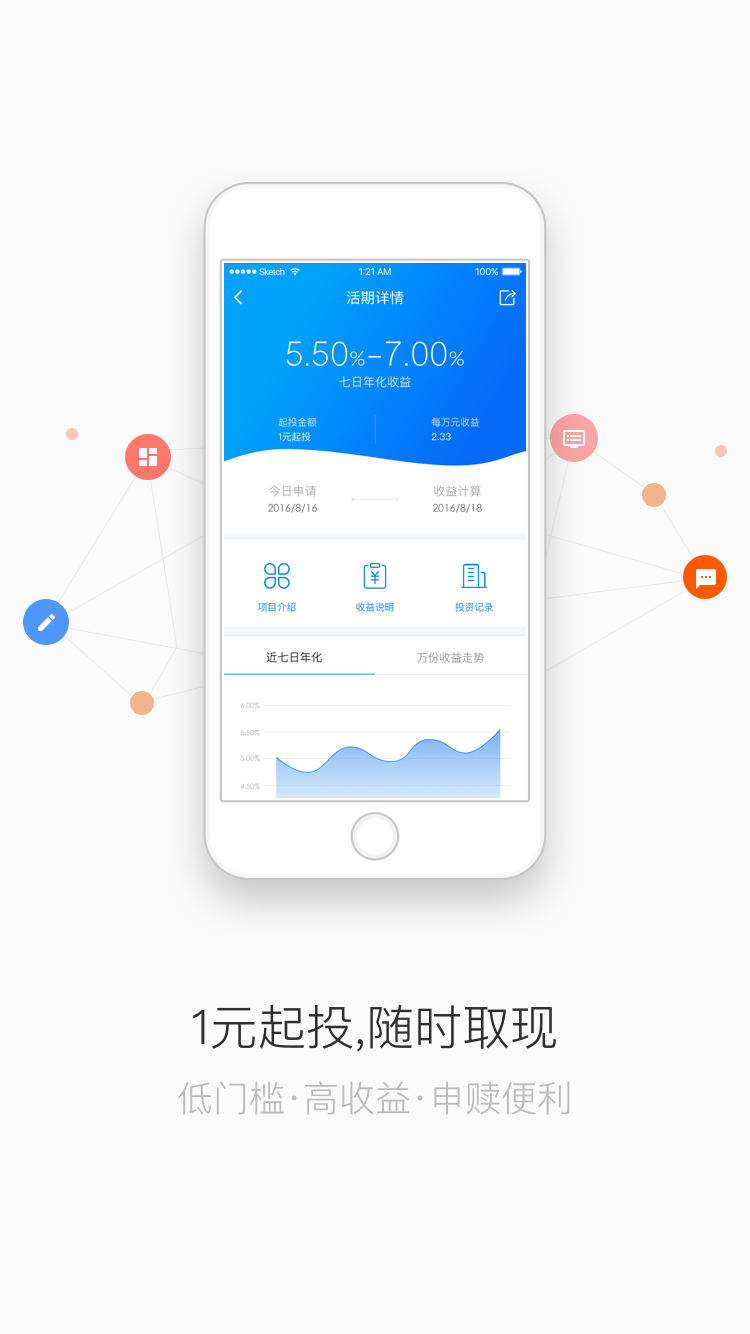 Sketch 1:21 AM 100%
活期详情
5.50%-7.00%
七日年化收益
起投金额 每万元收益
1元起投 2.33
今日申请 收益计算
2016/8/16 2016/8/18
项目介绍 收益说明 投资记录
近七日年化 万份收益走势
6.00%
5.50%
5.00%
4.50%
1元起投,随时取现
低门槛·高收益·申赎便利